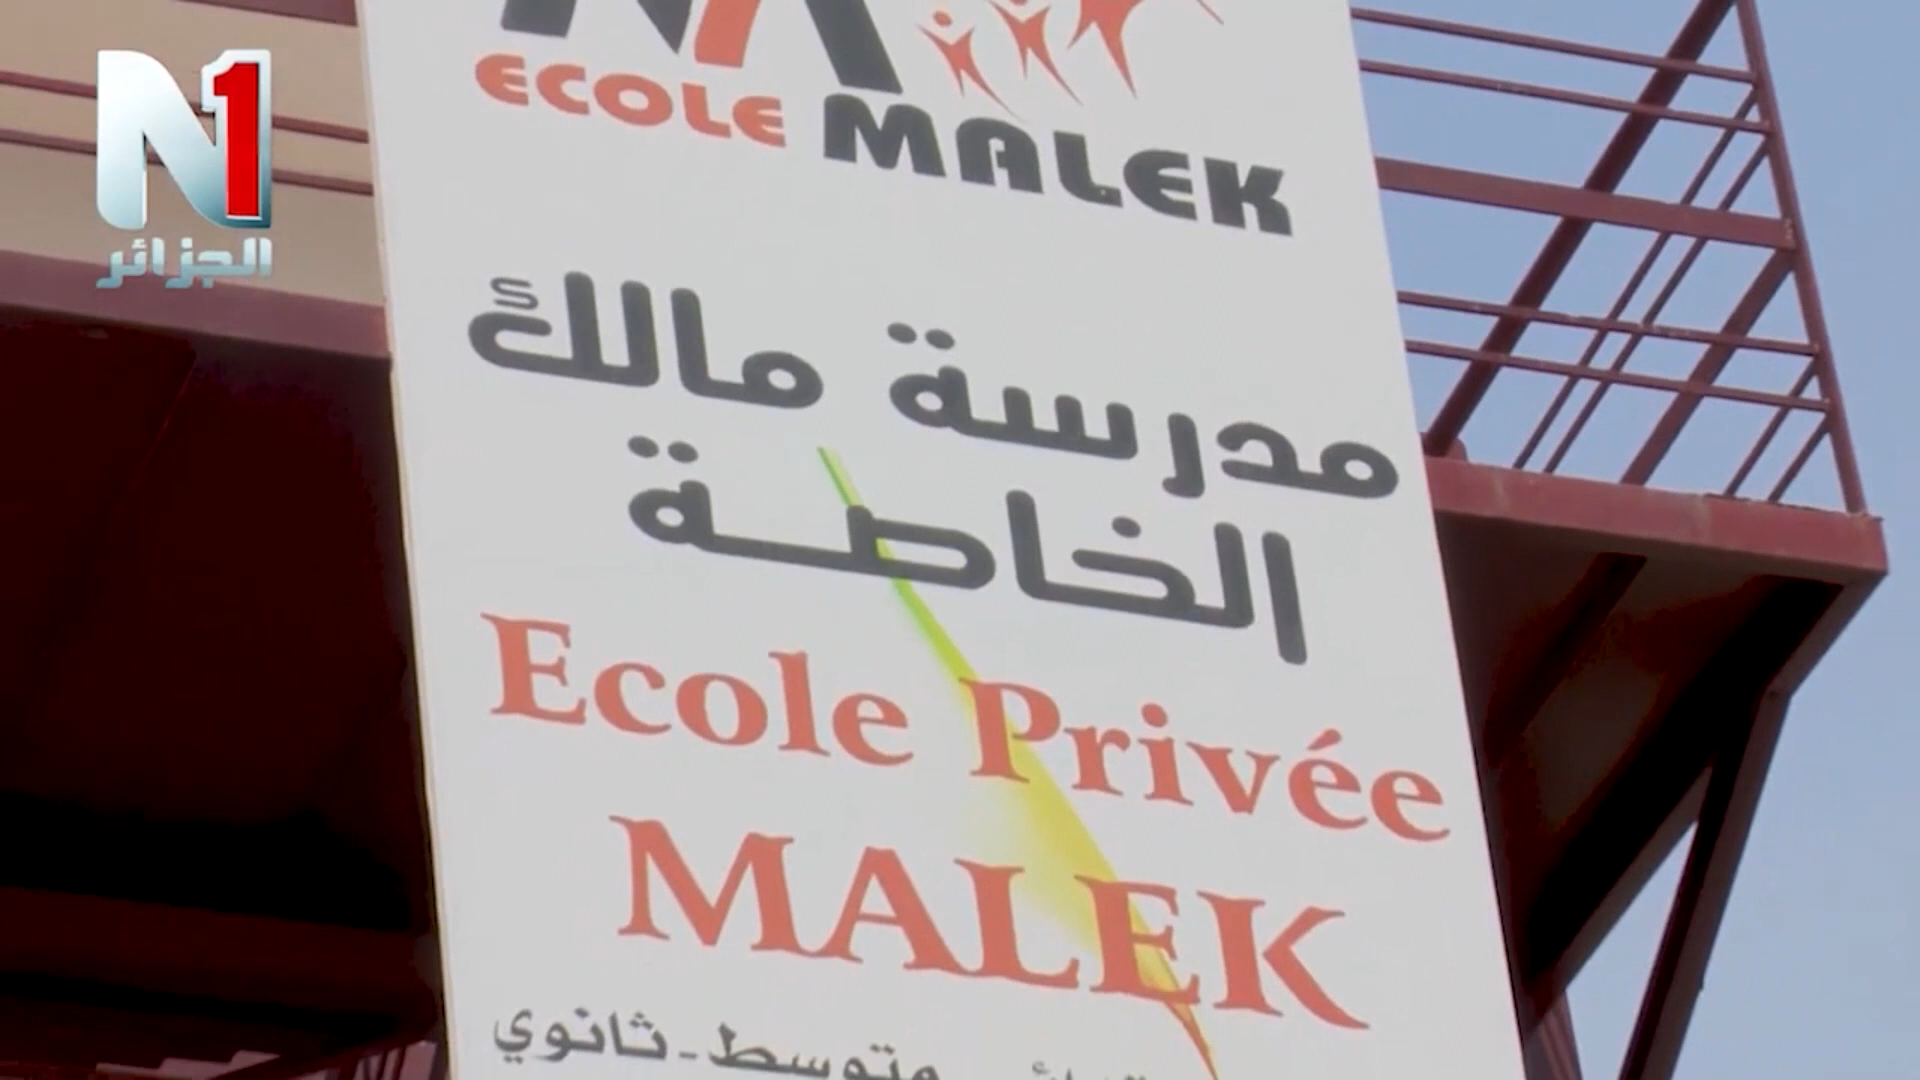 N1
الجزائر
ECOLE MALEK
مدرسة مالك
الخاصة
Ecole Privée
MALEK
متوسط - ثانوي